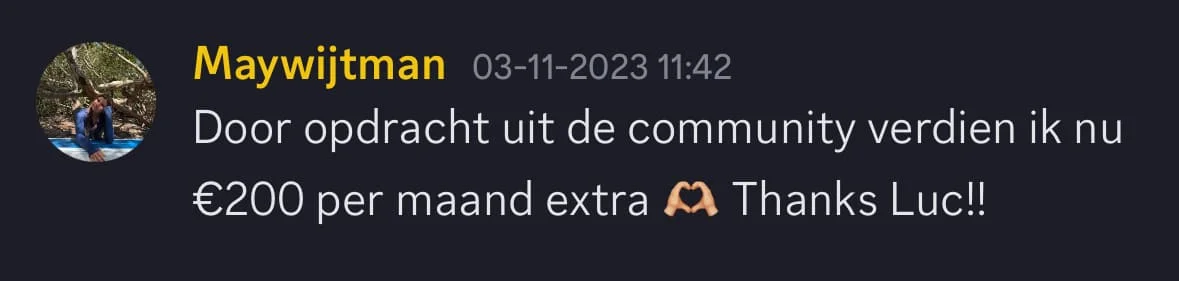 Maywijtman 03-11-2023 11:42
Door opdracht uit de community verdien ik nu
€200 per maand extra 🫶🏼 Thanks Luc!!